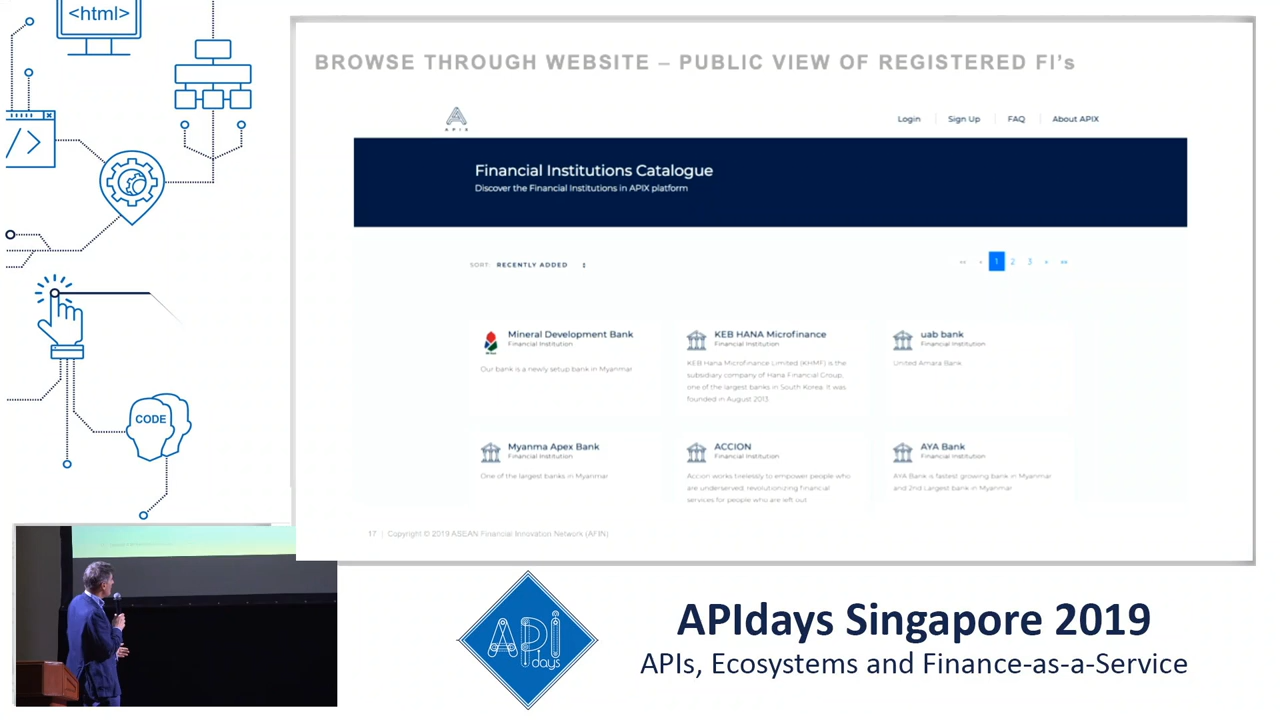 <html>
BROWSE THROUGH WEBSITE – PUBLIC VIEW OF REGISTERED FI's
APIX
Login
Sign Up
FAQ
About APIX
Financial Institutions Catalogue
Discover the Financial Institutions in APIX platform
SORT: RECENTLY ADDED
1 2 3
Mineral Development Bank
Financial Institution
Our bank is a newly setup bank in Myanmar
KEB HANA Microfinance
Financial Institution
KEB Hana Microfinance Limited (KHMF) is the
subsidiary company of Hana Financial Group,
one of the largest banks in South Korea. It was
founded in August 2013.
uab bank
Financial Institution
United Amara Bank
Myanma Apex Bank
Financial Institution
One of the largest banks in Myanmar
ACCION
Financial Institution
Accion works tirelessly to empower people who
are underserved: revolutionizing financial
services for people who are left out
AYA Bank
Financial Institution
AYA Bank is fastest growing bank in Myanmar
and 2nd Largest bank in Myanmar
17 | Copyright © 2019 ASEAN Financial Innovation Network (AFIN)
CODE
API
days
APIdays Singapore 2019
APIs, Ecosystems and Finance-as-a-Service